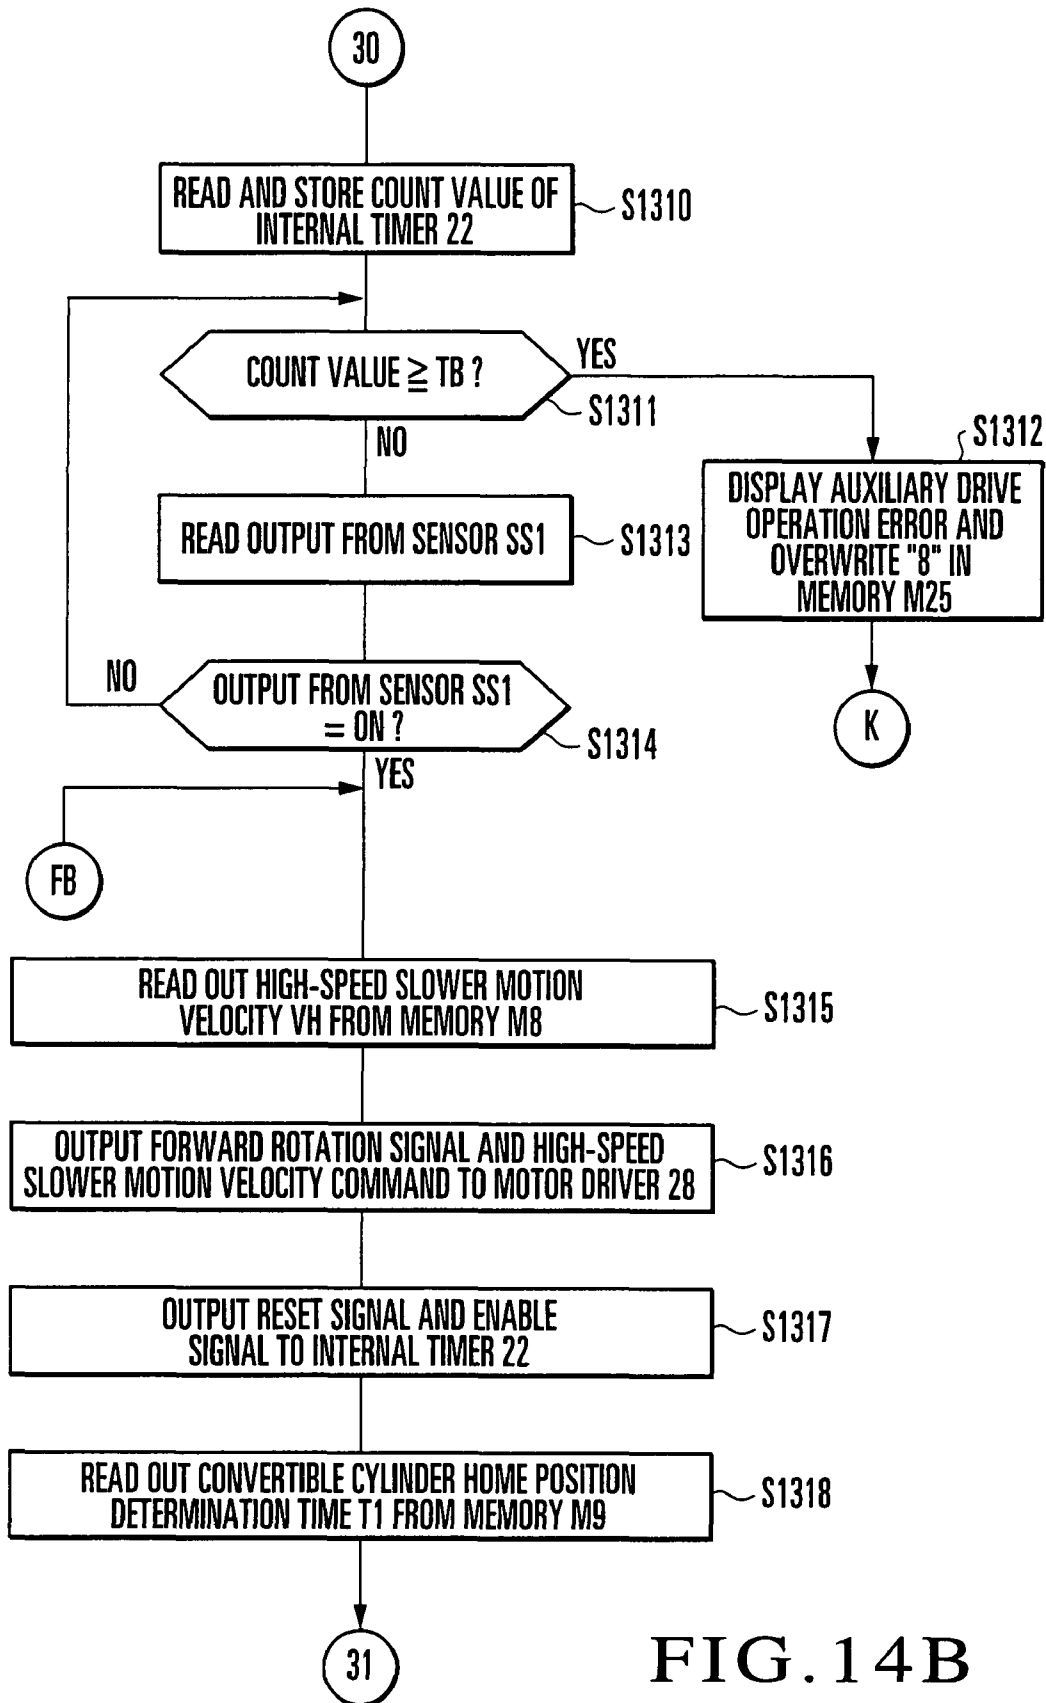 30
READ AND STORE COUNT VALUE OF
INTERNAL TIMER 22
S1310
COUNT VALUE ≧ TB ?
YES
S1311
NO
S1312
DISPLAY AUXILIARY DRIVE
OPERATION ERROR AND
OVERWRITE "8" IN
MEMORY M25
READ OUTPUT FROM SENSOR SS1
S1313
NO
OUTPUT FROM SENSOR SS1
= ON ?
S1314
K
YES
FB
READ OUT HIGH-SPEED SLOWER MOTION
VELOCITY VH FROM MEMORY M8
S1315
OUTPUT FORWARD ROTATION SIGNAL AND HIGH-SPEED
SLOWER MOTION VELOCITY COMMAND TO MOTOR DRIVER 28
S1316
OUTPUT RESET SIGNAL AND ENABLE
SIGNAL TO INTERNAL TIMER 22
S1317
READ OUT CONVERTIBLE CYLINDER HOME POSITION
DETERMINATION TIME T1 FROM MEMORY M9
S1318
31
FIG.14B